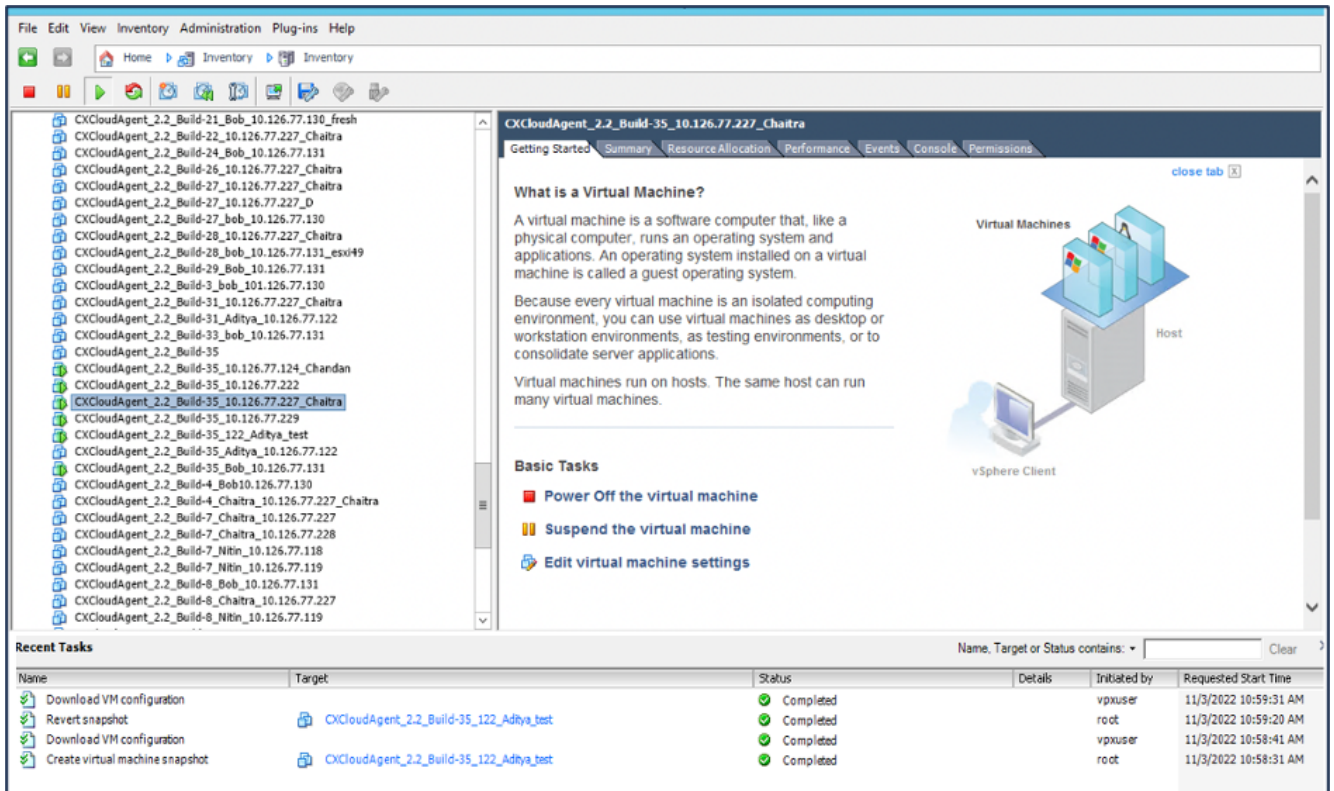 File Edit View Inventory Administration Plug-ins Help
Home Inventory Inventory
CXCloudAgent_2.2_Build-21_Bob_10.126.77.130_fresh
CXCloudAgent_2.2_Build-22_10.126.77.227_Chaitra
CXCloudAgent_2.2_Build-24_Bob_10.126.77.131
CXCloudAgent_2.2_Build-26_10.126.77.227_Chaitra
CXCloudAgent_2.2_Build-27_10.126.77.227_Chaitra
CXCloudAgent_2.2_Build-27_10.126.77.227_D
CXCloudAgent_2.2_Build-27_bob_10.126.77.130
CXCloudAgent_2.2_Build-28_10.126.77.227_Chaitra
CXCloudAgent_2.2_Build-28_bob_10.126.77.131_esxi49
CXCloudAgent_2.2_Build-29_Bob_10.126.77.131
CXCloudAgent_2.2_Build-3_bob_101.126.77.130
CXCloudAgent_2.2_Build-31_10.126.77.227_Chaitra
CXCloudAgent_2.2_Build-31_Aditya_10.126.77.122
CXCloudAgent_2.2_Build-33_bob_10.126.77.131
CXCloudAgent_2.2_Build-35
CXCloudAgent_2.2_Build-35_10.126.77.124_Chandan
CXCloudAgent_2.2_Build-35_10.126.77.222
CXCloudAgent_2.2_Build-35_10.126.77.227_Chaitra
CXCloudAgent_2.2_Build-35_10.126.77.229
CXCloudAgent_2.2_Build-35_122_Aditya_test
CXCloudAgent_2.2_Build-35_Aditya_10.126.77.122
CXCloudAgent_2.2_Build-35_Bob_10.126.77.131
CXCloudAgent_2.2_Build-4_Bob10.126.77.130
CXCloudAgent_2.2_Build-4_Chaitra_10.126.77.227_Chaitra
CXCloudAgent_2.2_Build-7_Chaitra_10.126.77.227
CXCloudAgent_2.2_Build-7_Chaitra_10.126.77.228
CXCloudAgent_2.2_Build-7_Nitin_10.126.77.118
CXCloudAgent_2.2_Build-7_Nitin_10.126.77.119
CXCloudAgent_2.2_Build-8_Bob_10.126.77.131
CXCloudAgent_2.2_Build-8_Chaitra_10.126.77.227
CXCloudAgent_2.2_Build-8_Nitin_10.126.77.119
CXCloudAgent_2.2_Build-35_10.126.77.227_Chaitra
Getting Started Summary Resource Allocation Performance Events Console Permissions
close tab X
What is a Virtual Machine?
A virtual machine is a software computer that, like a
physical computer, runs an operating system and
applications. An operating system installed on a virtual
machine is called a guest operating system.
Because every virtual machine is an isolated computing
environment, you can use virtual machines as desktop or
workstation environments, as testing environments, or to
consolidate server applications.
Virtual machines run on hosts. The same host can run
many virtual machines.
Virtual Machines
Host
vSphere Client
Basic Tasks
Power Off the virtual machine
Suspend the virtual machine
Edit virtual machine settings
Recent Tasks
Name, Target or Status contains: Clear
Name Target Status Details Initiated by Requested Start Time
Download VM configuration Completed vpxuser 11/3/2022 10:59:31 AM
Revert snapshot CXCloudAgent_2.2_Build-35_122_Aditya_test Completed root 11/3/2022 10:59:20 AM
Download VM configuration Completed vpxuser 11/3/2022 10:58:41 AM
Create virtual machine snapshot CXCloudAgent_2.2_Build-35_122_Aditya_test Completed root 11/3/2022 10:58:31 AM